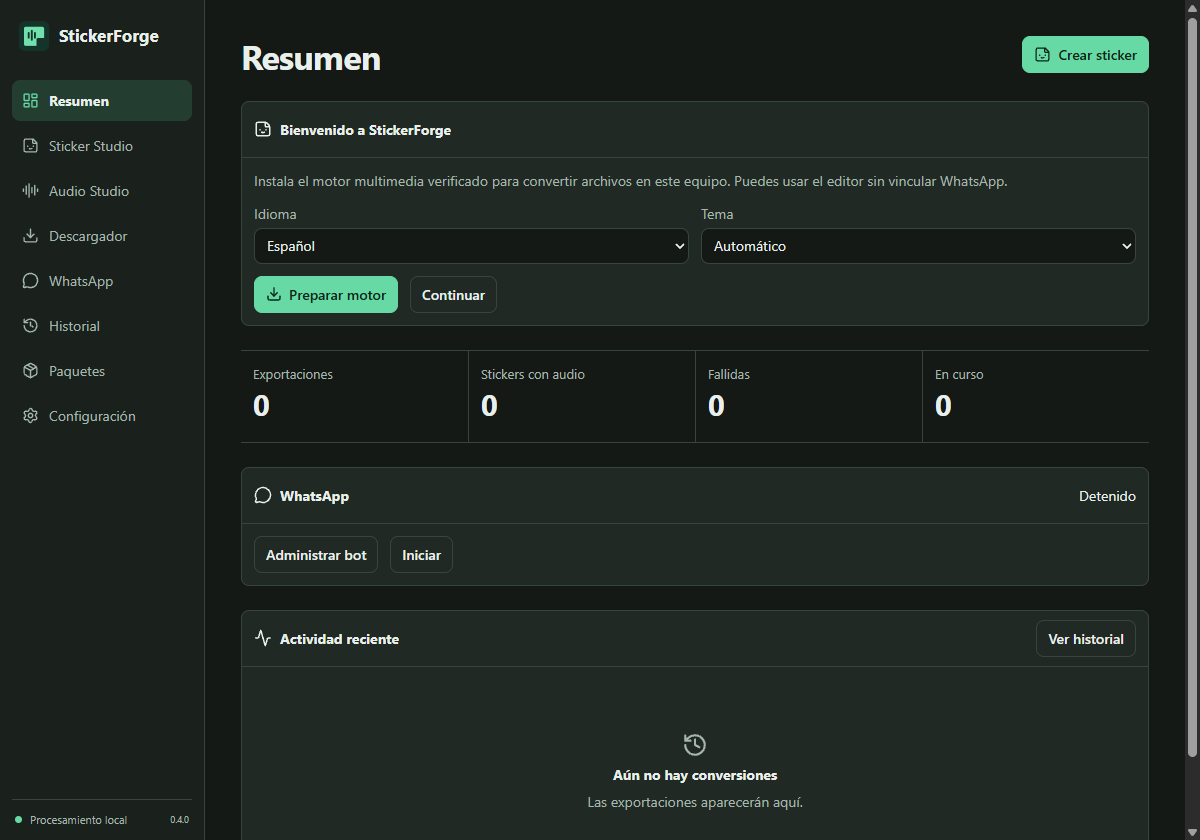 StickerForge
Resumen
Sticker Studio
Audio Studio
Descargador
WhatsApp
Historial
Paquetes
Configuración
Procesamiento local 0.4.0
Resumen
Crear sticker
Bienvenido a StickerForge
Instala el motor multimedia verificado para convertir archivos en este equipo. Puedes usar el editor sin vincular WhatsApp.
Idioma Tema
Español Automático
Preparar motor Continuar
Exportaciones Stickers con audio Fallidas En curso
0 0 0 0
WhatsApp Detenido
Administrar bot Iniciar
Actividad reciente Ver historial
Aún no hay conversiones
Las exportaciones aparecerán aquí.